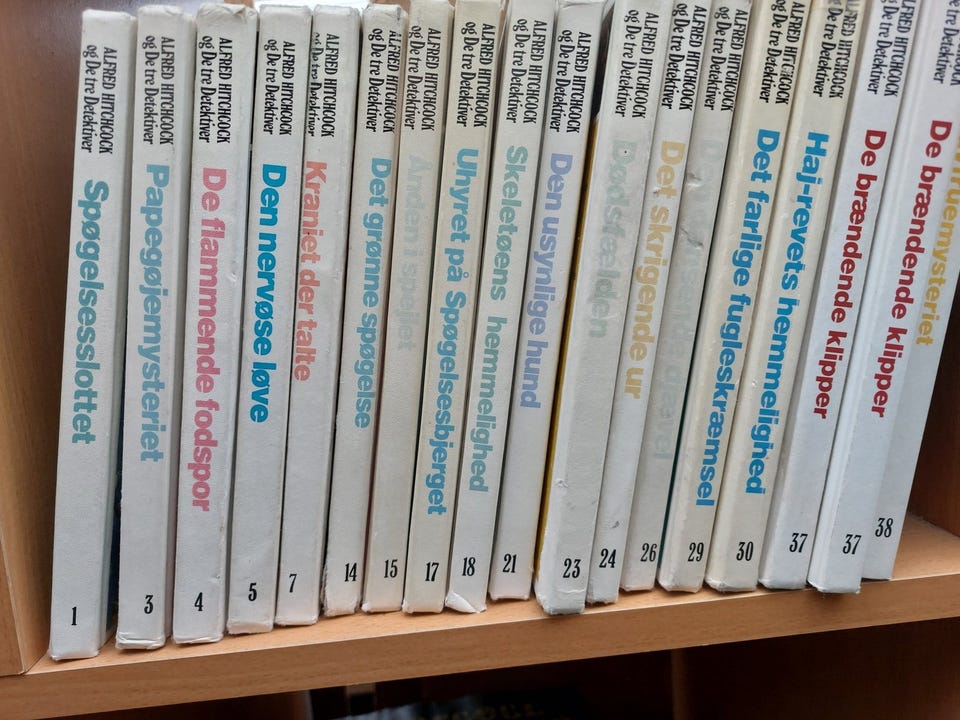 ALFRED HITCHCOCK
og De tre Detektiver
Spøgelsesslottet
1
ALFRED HITCHCOCK
og De tre Detektiver
Papegøjemysteriet
3
ALFRED HITCHCOCK
og De tre Detektiver
De flammende fodspor
4
ALFRED HITCHCOCK
og De tre Detektiver
Den nervøse løve
5
ALFRED HITCHCOCK
og De tre Detektiver
Kraniet der talte
7
ALFRED HITCHCOCK
og De tre Detektiver
Det grønne spøgelse
14
ALFRED HITCHCOCK
og De tre Detektiver
Ånden i spejlet
15
ALFRED HITCHCOCK
og De tre Detektiver
Uhyret på Spøgelsesbjerget
17
ALFRED HITCHCOCK
og De tre Detektiver
Skeletøens hemmelighed
18
ALFRED HITCHCOCK
og De tre Detektiver
Den usynlige hund
21
ALFRED HITCHCOCK
og De tre Detektiver
Dødsfælden
23
ALFRED HITCHCOCK
og De tre Detektiver
Det skrigende ur
24
ALFRED HITCHCOCK
og De tre Detektiver
Den dansende djævel
26
ALFRED HITCHCOCK
og De tre Detektiver
Det farlige fugleskræmsel
29
ALFRED HITCHCOCK
og De tre Detektiver
Haj-revets hemmelighed
30
ALFRED HITCHCOCK
og De tre Detektiver
De brændende klipper
37
ALFRED HITCHCOCK
og De tre Detektiver
De brændende klipper
37
tre Detektiver
38